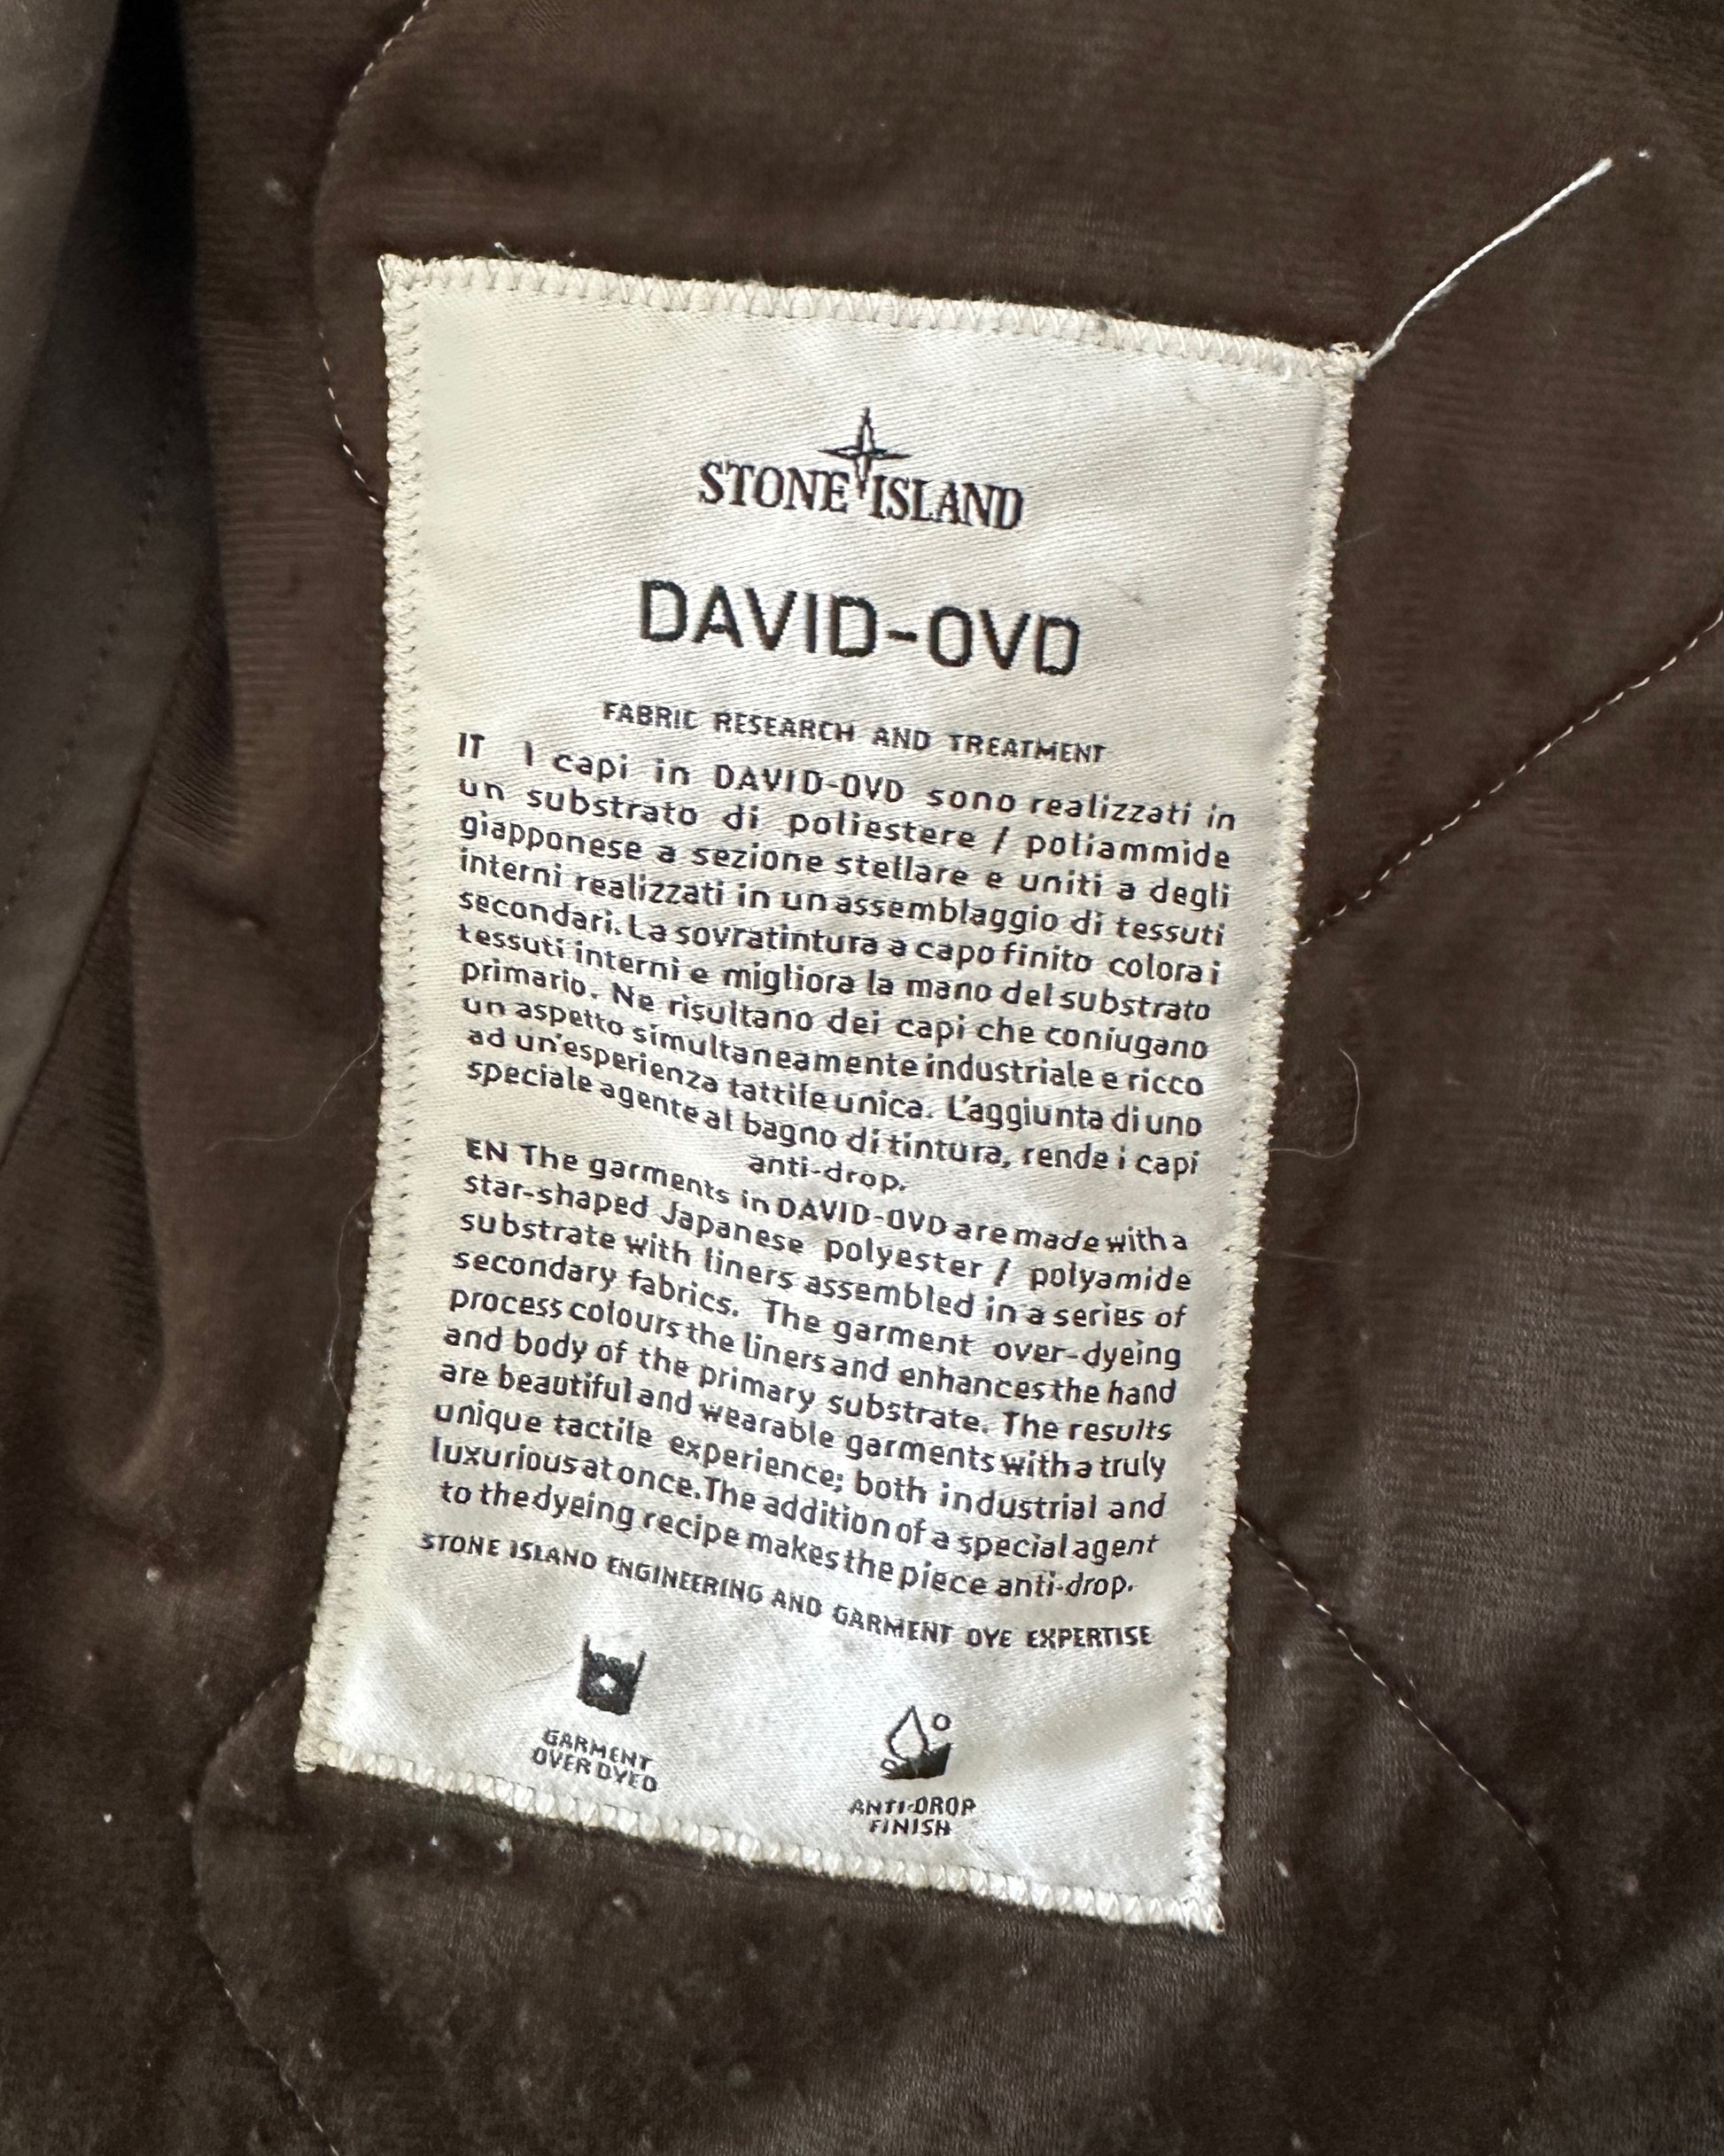 STONE ISLAND
DAVID-OVD
FABRIC RESEARCH AND TREATMENT
IT I capi in DAVID-OVD sono realizzati in
un substrato di poliestere / poliammide
giapponese a sezione stellare e uniti a degli
interni realizzati in un assemblaggio di tessuti
secondari. La sovratintura a capo finito colora i
tessuti interni e migliora la mano del substrato
primario. Ne risultano dei capi che coniugano
un aspetto simultaneamente industriale e ricco
ad un'esperienza tattile unica. L'aggiunta di uno
speciale agente al bagno di tintura, rende i capi
anti-drop.
EN The garments in DAVID-OVD are made with a
star-shaped Japanese polyester / polyamide
substrate with liners assembled in a series of
secondary fabrics. The garment over-dyeing
process colours the liners and enhances the hand
and body of the primary substrate. The results
are beautiful and wearable garments with a truly
unique tactile experience; both industrial and
luxurious at once. The addition of a special agent
to the dyeing recipe makes the piece anti-drop.
STONE ISLAND ENGINEERING AND GARMENT DYE EXPERTISE
GARMENT
OVER DYED
ANTI-DROP
FINISH